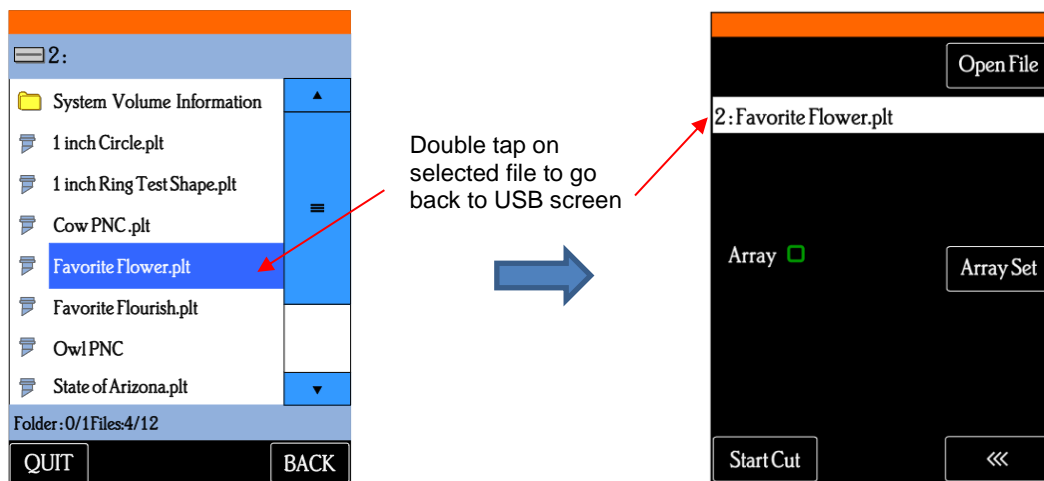 2:
System Volume Information
1 inch Circle.plt
1 inch Ring Test Shape.plt
Cow PNC.plt
Favorite Flower.plt
Favorite Flourish.plt
Owl PNC
State of Arizona.plt
Folder:0/1Files:4/12
QUIT
BACK
Double tap on
selected file to go
back to USB screen
Open File
2:Favorite Flower.plt
Array
Array Set
Start Cut
<<<